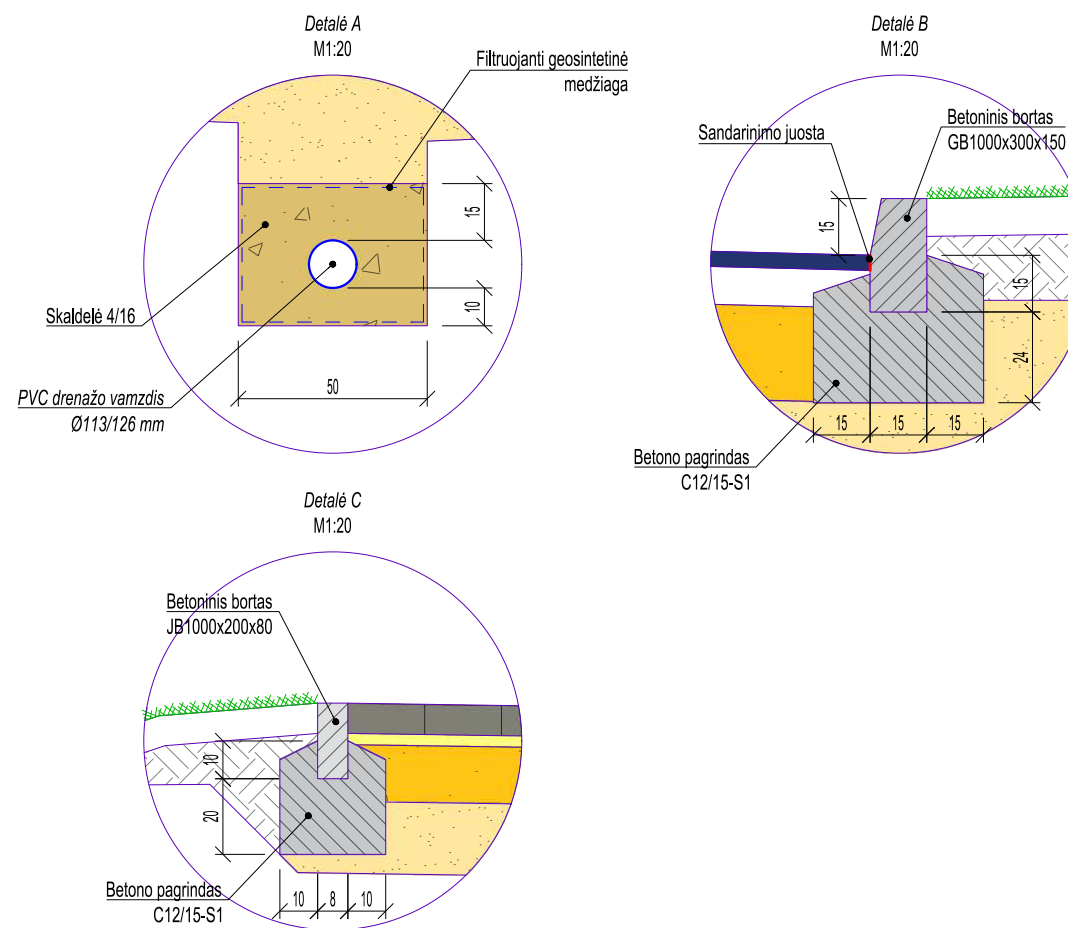 Detalė A
M1:20
Filtruojanti geosintetinė
medžiaga
15
10
Skaldelė 4/16
50
PVC drenažo vamzdis
Ø113/126 mm
Detalė B
M1:20
Sandarinimo juosta
Betoninis bortas
GB1000x300x150
15
15
24
15
15
15
Betono pagrindas
C12/15-S1
Detalė C
M1:20
Betoninis bortas
JB1000x200x80
10
20
10
8
10
Betono pagrindas
C12/15-S1